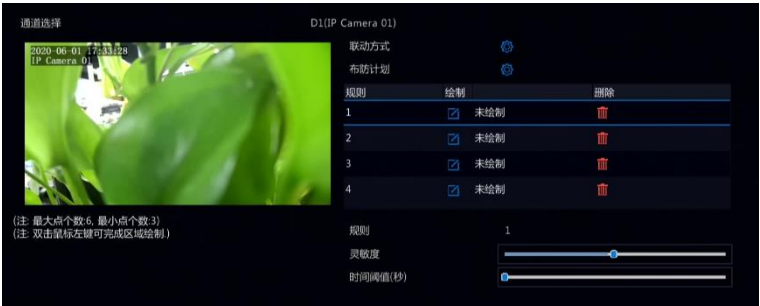 通道选择 D1(IP Camera 01)
2020-06-01 17:33:28
IP Camera 01
联动方式
布防计划
规则 绘制 删除
1 未绘制
2 未绘制
3 未绘制
4 未绘制
(注: 最大点个数:6, 最小点个数:3)
(注: 双击鼠标左键可完成区域绘制.)
规则 1
灵敏度
时间阈值(秒)